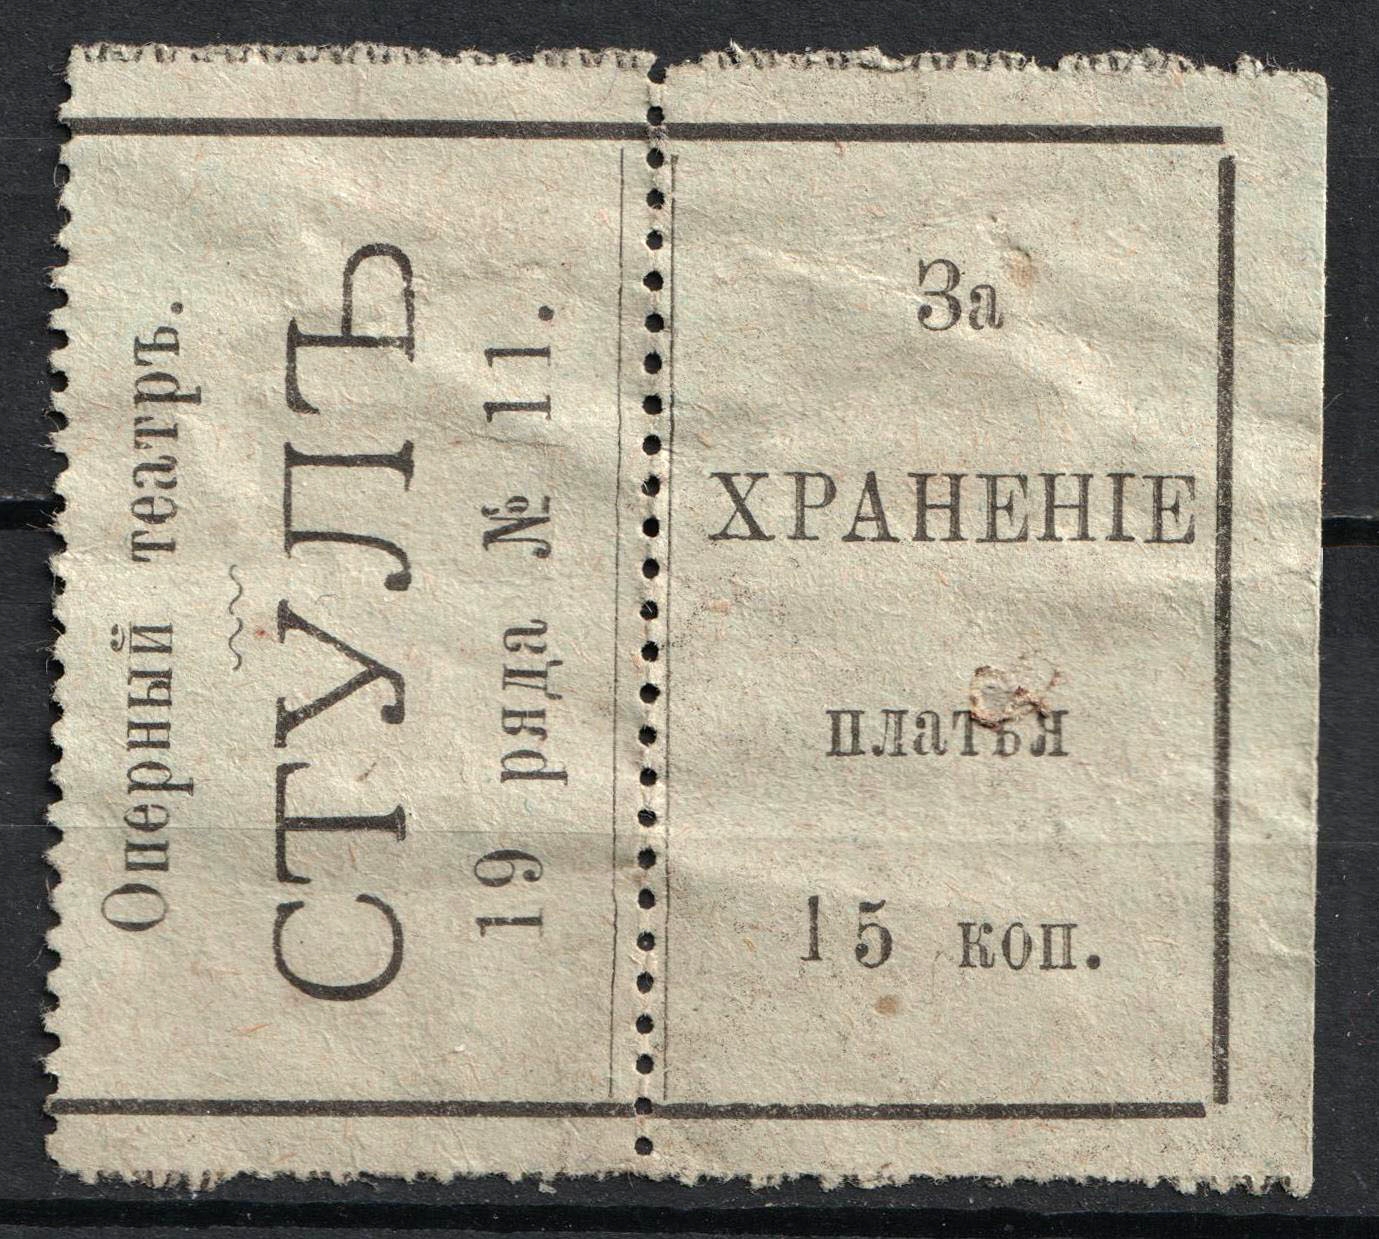 Оперный театръ.
СТУЛЪ
19 ряда № 11.
За
ХРАНЕНІЕ
платья
15 коп.